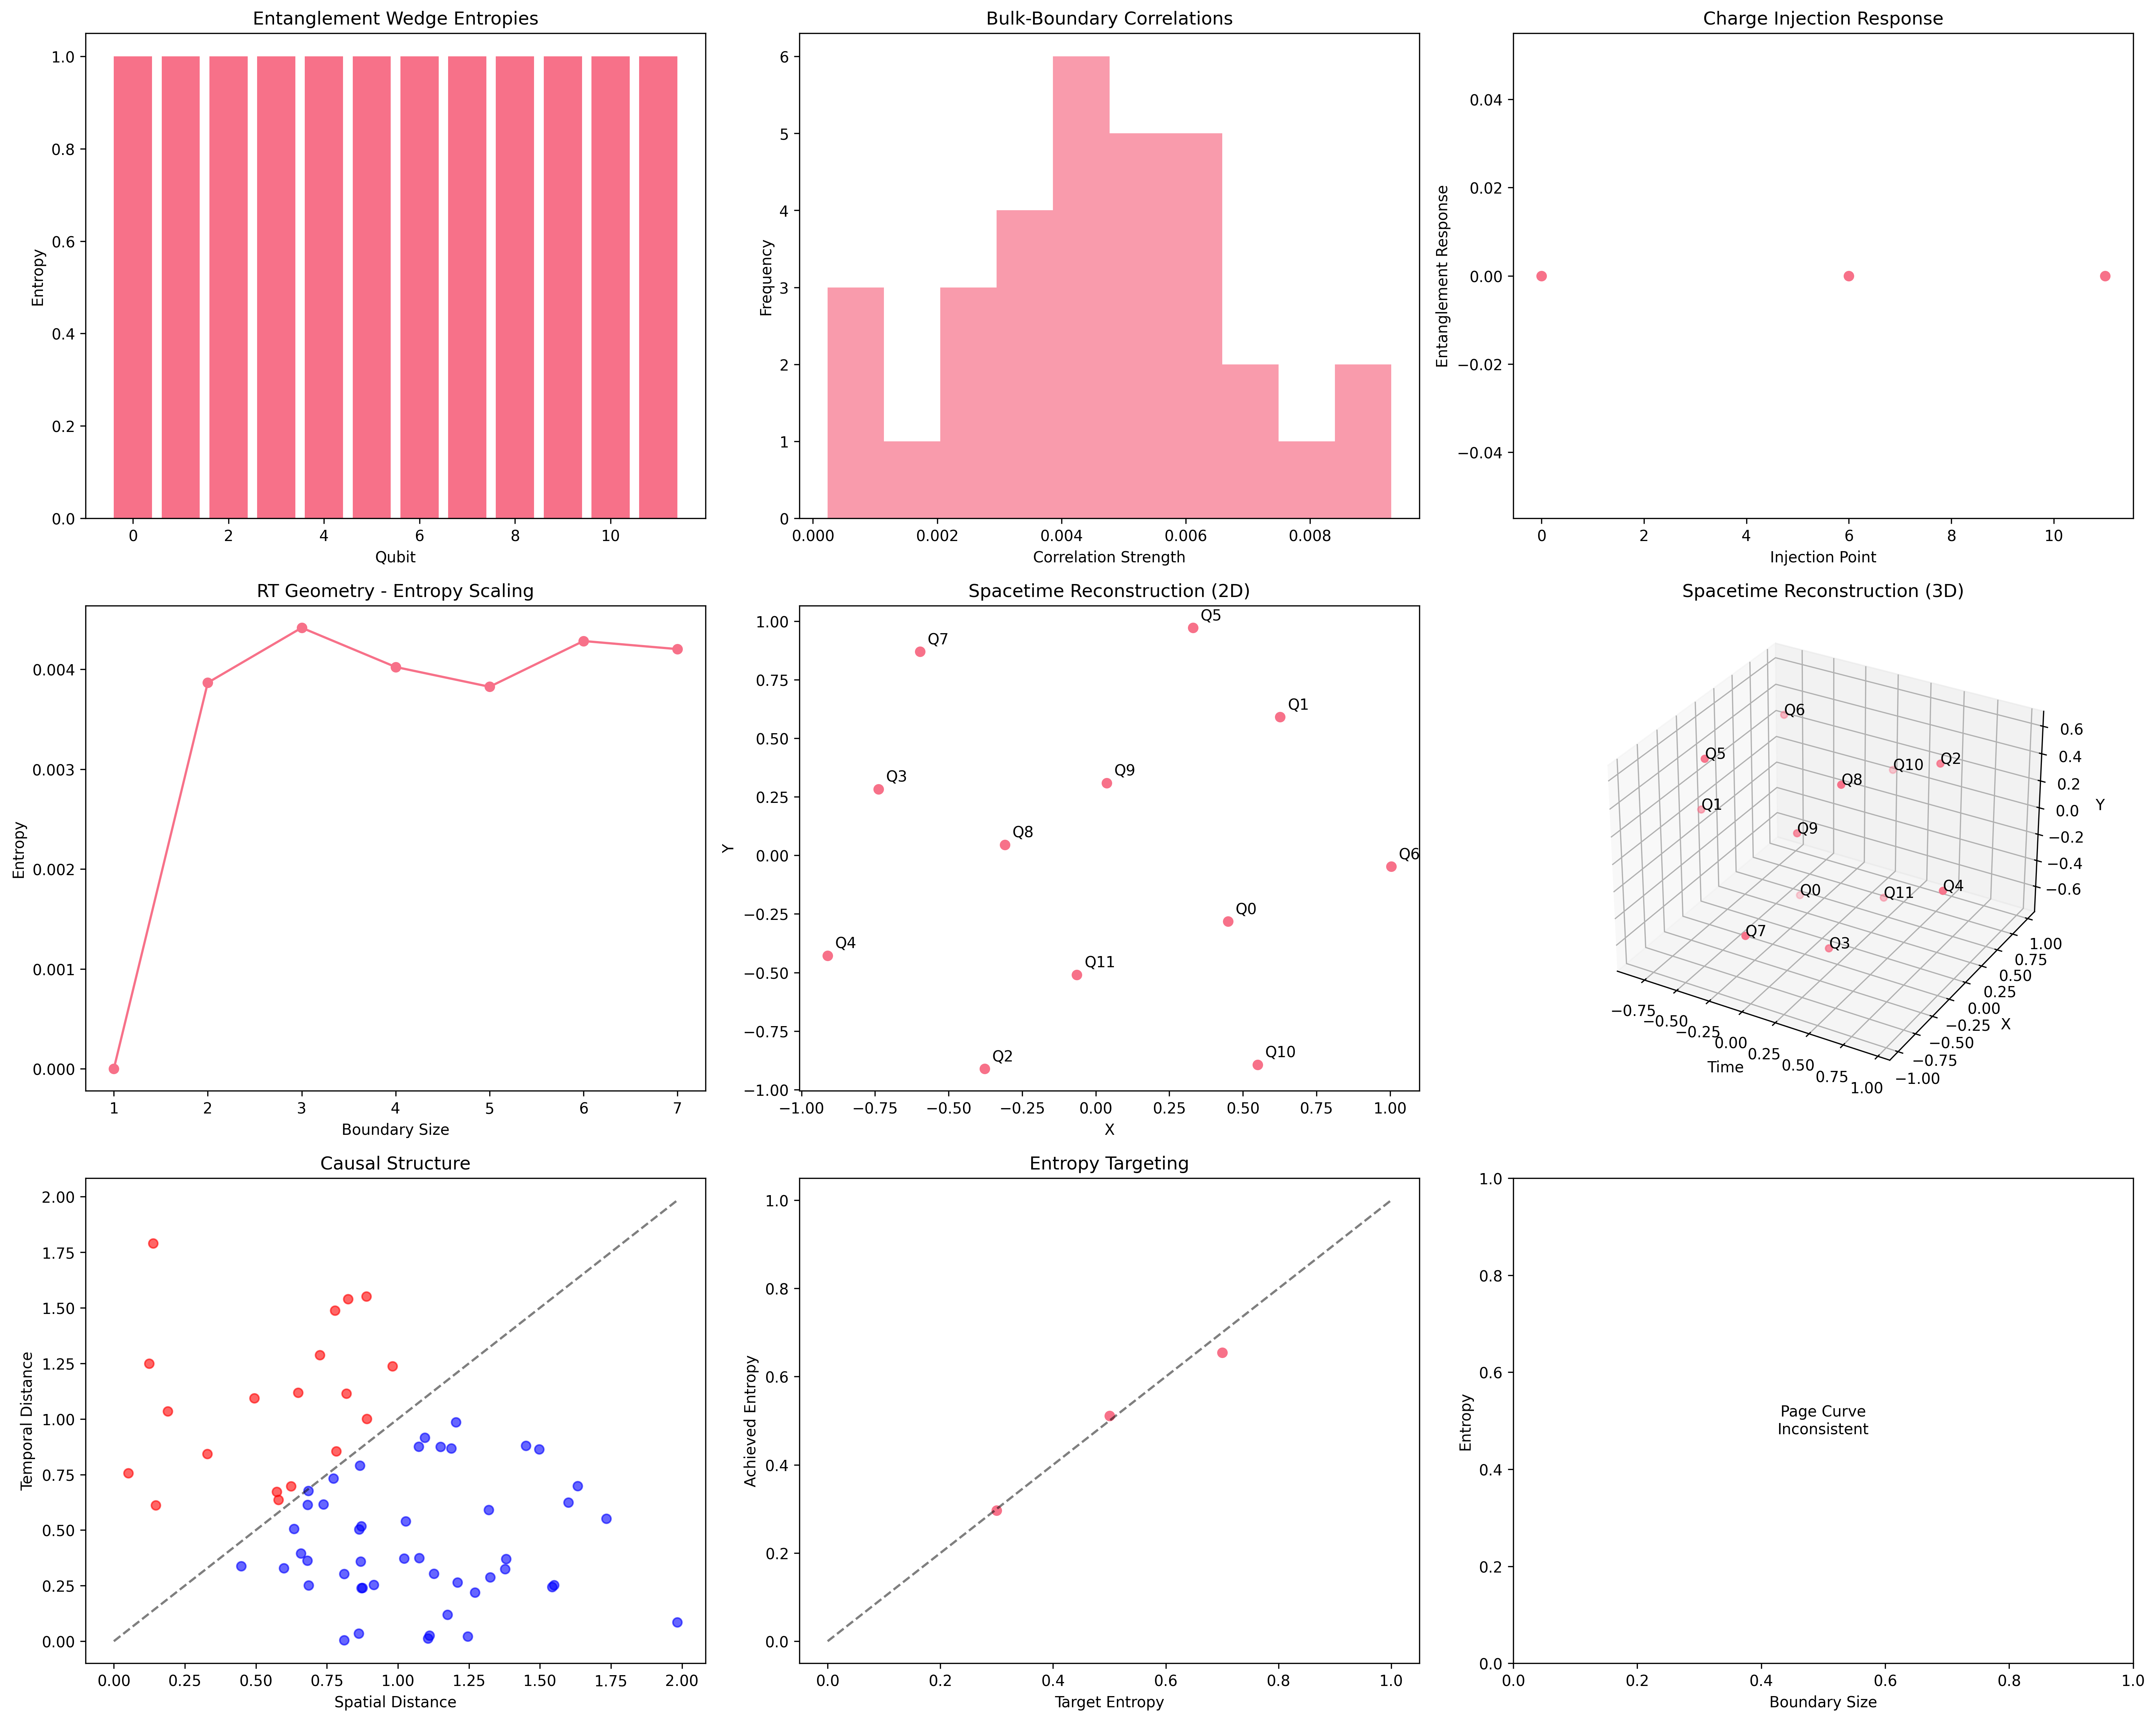 Entanglement Wedge Entropies
1.0
0.8
0.6
0.4
0.2
0.0
Entropy
0 2 4 6 8 10
Qubit
Bulk-Boundary Correlations
6
5
4
3
2
1
0
Frequency
0.000 0.002 0.004 0.006 0.008
Correlation Strength
Charge Injection Response
0.04
0.02
0.00
−0.02
−0.04
Entanglement Response
0 2 4 6 8 10
Injection Point
RT Geometry - Entropy Scaling
0.004
0.003
0.002
0.001
0.000
Entropy
1 2 3 4 5 6 7
Boundary Size
Spacetime Reconstruction (2D)
1.00
0.75
0.50
0.25
0.00
−0.25
−0.50
−0.75
−1.00
Y
Q5
Q7
Q1
Q3
Q9
Q8
Q6
Q0
Q4
Q11
Q2
Q10
−1.00 −0.75 −0.50 −0.25 0.00 0.25 0.50 0.75 1.00
X
Spacetime Reconstruction (3D)
Q6
Q5
Q10
Q2
Q8
Q1
Q9
Q0
Q11
Q4
Q7
Q3
0.6
0.4
0.2
0.0
−0.2
−0.4
−0.6
Y
1.00
0.75
0.50
0.25
0.00
−0.25
−0.50
−0.75
−1.00
X
−0.75
−0.50
−0.25
0.00
0.25
0.50
0.75
1.00
Time
Causal Structure
2.00
1.75
1.50
1.25
1.00
0.75
0.50
0.25
0.00
Temporal Distance
0.00 0.25 0.50 0.75 1.00 1.25 1.50 1.75 2.00
Spatial Distance
Entropy Targeting
1.0
0.8
0.6
0.4
0.2
0.0
Achieved Entropy
0.0 0.2 0.4 0.6 0.8 1.0
Target Entropy
1.0
0.8
0.6
0.4
0.2
0.0
Entropy
Page Curve
Inconsistent
0.0 0.2 0.4 0.6 0.8 1.0
Boundary Size